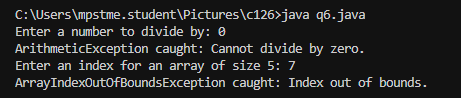 C:\Users\mpstme.student\Pictures\c126>java q6.java
Enter a number to divide by: 0
ArithmeticException caught: Cannot divide by zero.
Enter an index for an array of size 5: 7
ArrayIndexOutOfBoundsException caught: Index out of bounds.